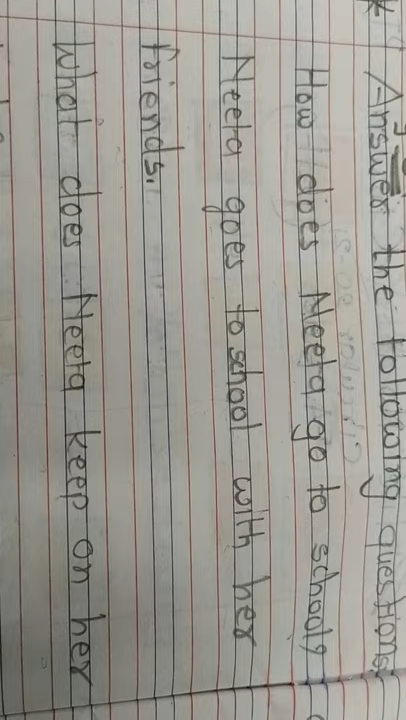 * Answer the following questions.
How does Neeta go to school?
Neeta goes to school with her
friends.
What does Neeta keep on her